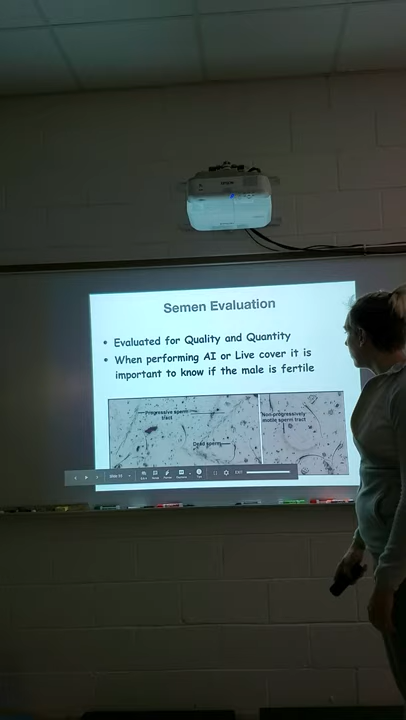 EPSON
Semen Evaluation
• Evaluated for Quality and Quantity
• When performing AI or Live cover it is
important to know if the male is fertile
Progressive sperm
tract
Non-progressively
motile sperm tract
Dead sperm